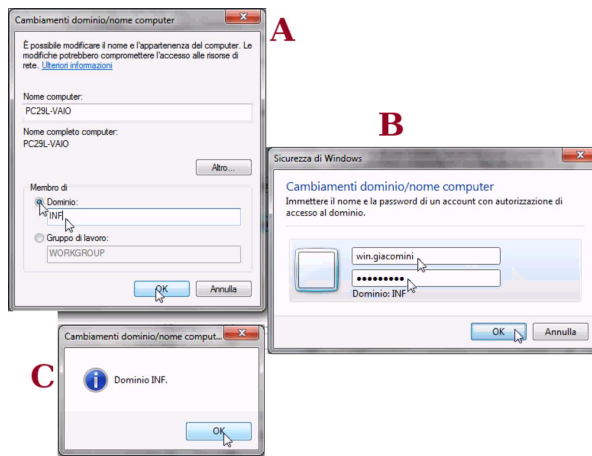 Cambiamenti dominio/nome computer
A
È possibile modificare il nome e l'appartenenza del computer. Le
modifiche potrebbero compromettere l'accesso alle risorse di
rete. Ulteriori informazioni
Nome computer:
PC29L-VAIO
Nome completo computer:
PC29L-VAIO
Altro...
Membro di
Dominio:
INF
Gruppo di lavoro:
WORKGROUP
OK
Annulla
B
Sicurezza di Windows
Cambiamenti dominio/nome computer
Immettere il nome e la password di un account con autorizzazione di
accesso al dominio.
win.giacomini
●●●●●●●●●
Dominio: INF
OK
Annulla
C
Cambiamenti dominio/nome comput...
Dominio INF.
OK